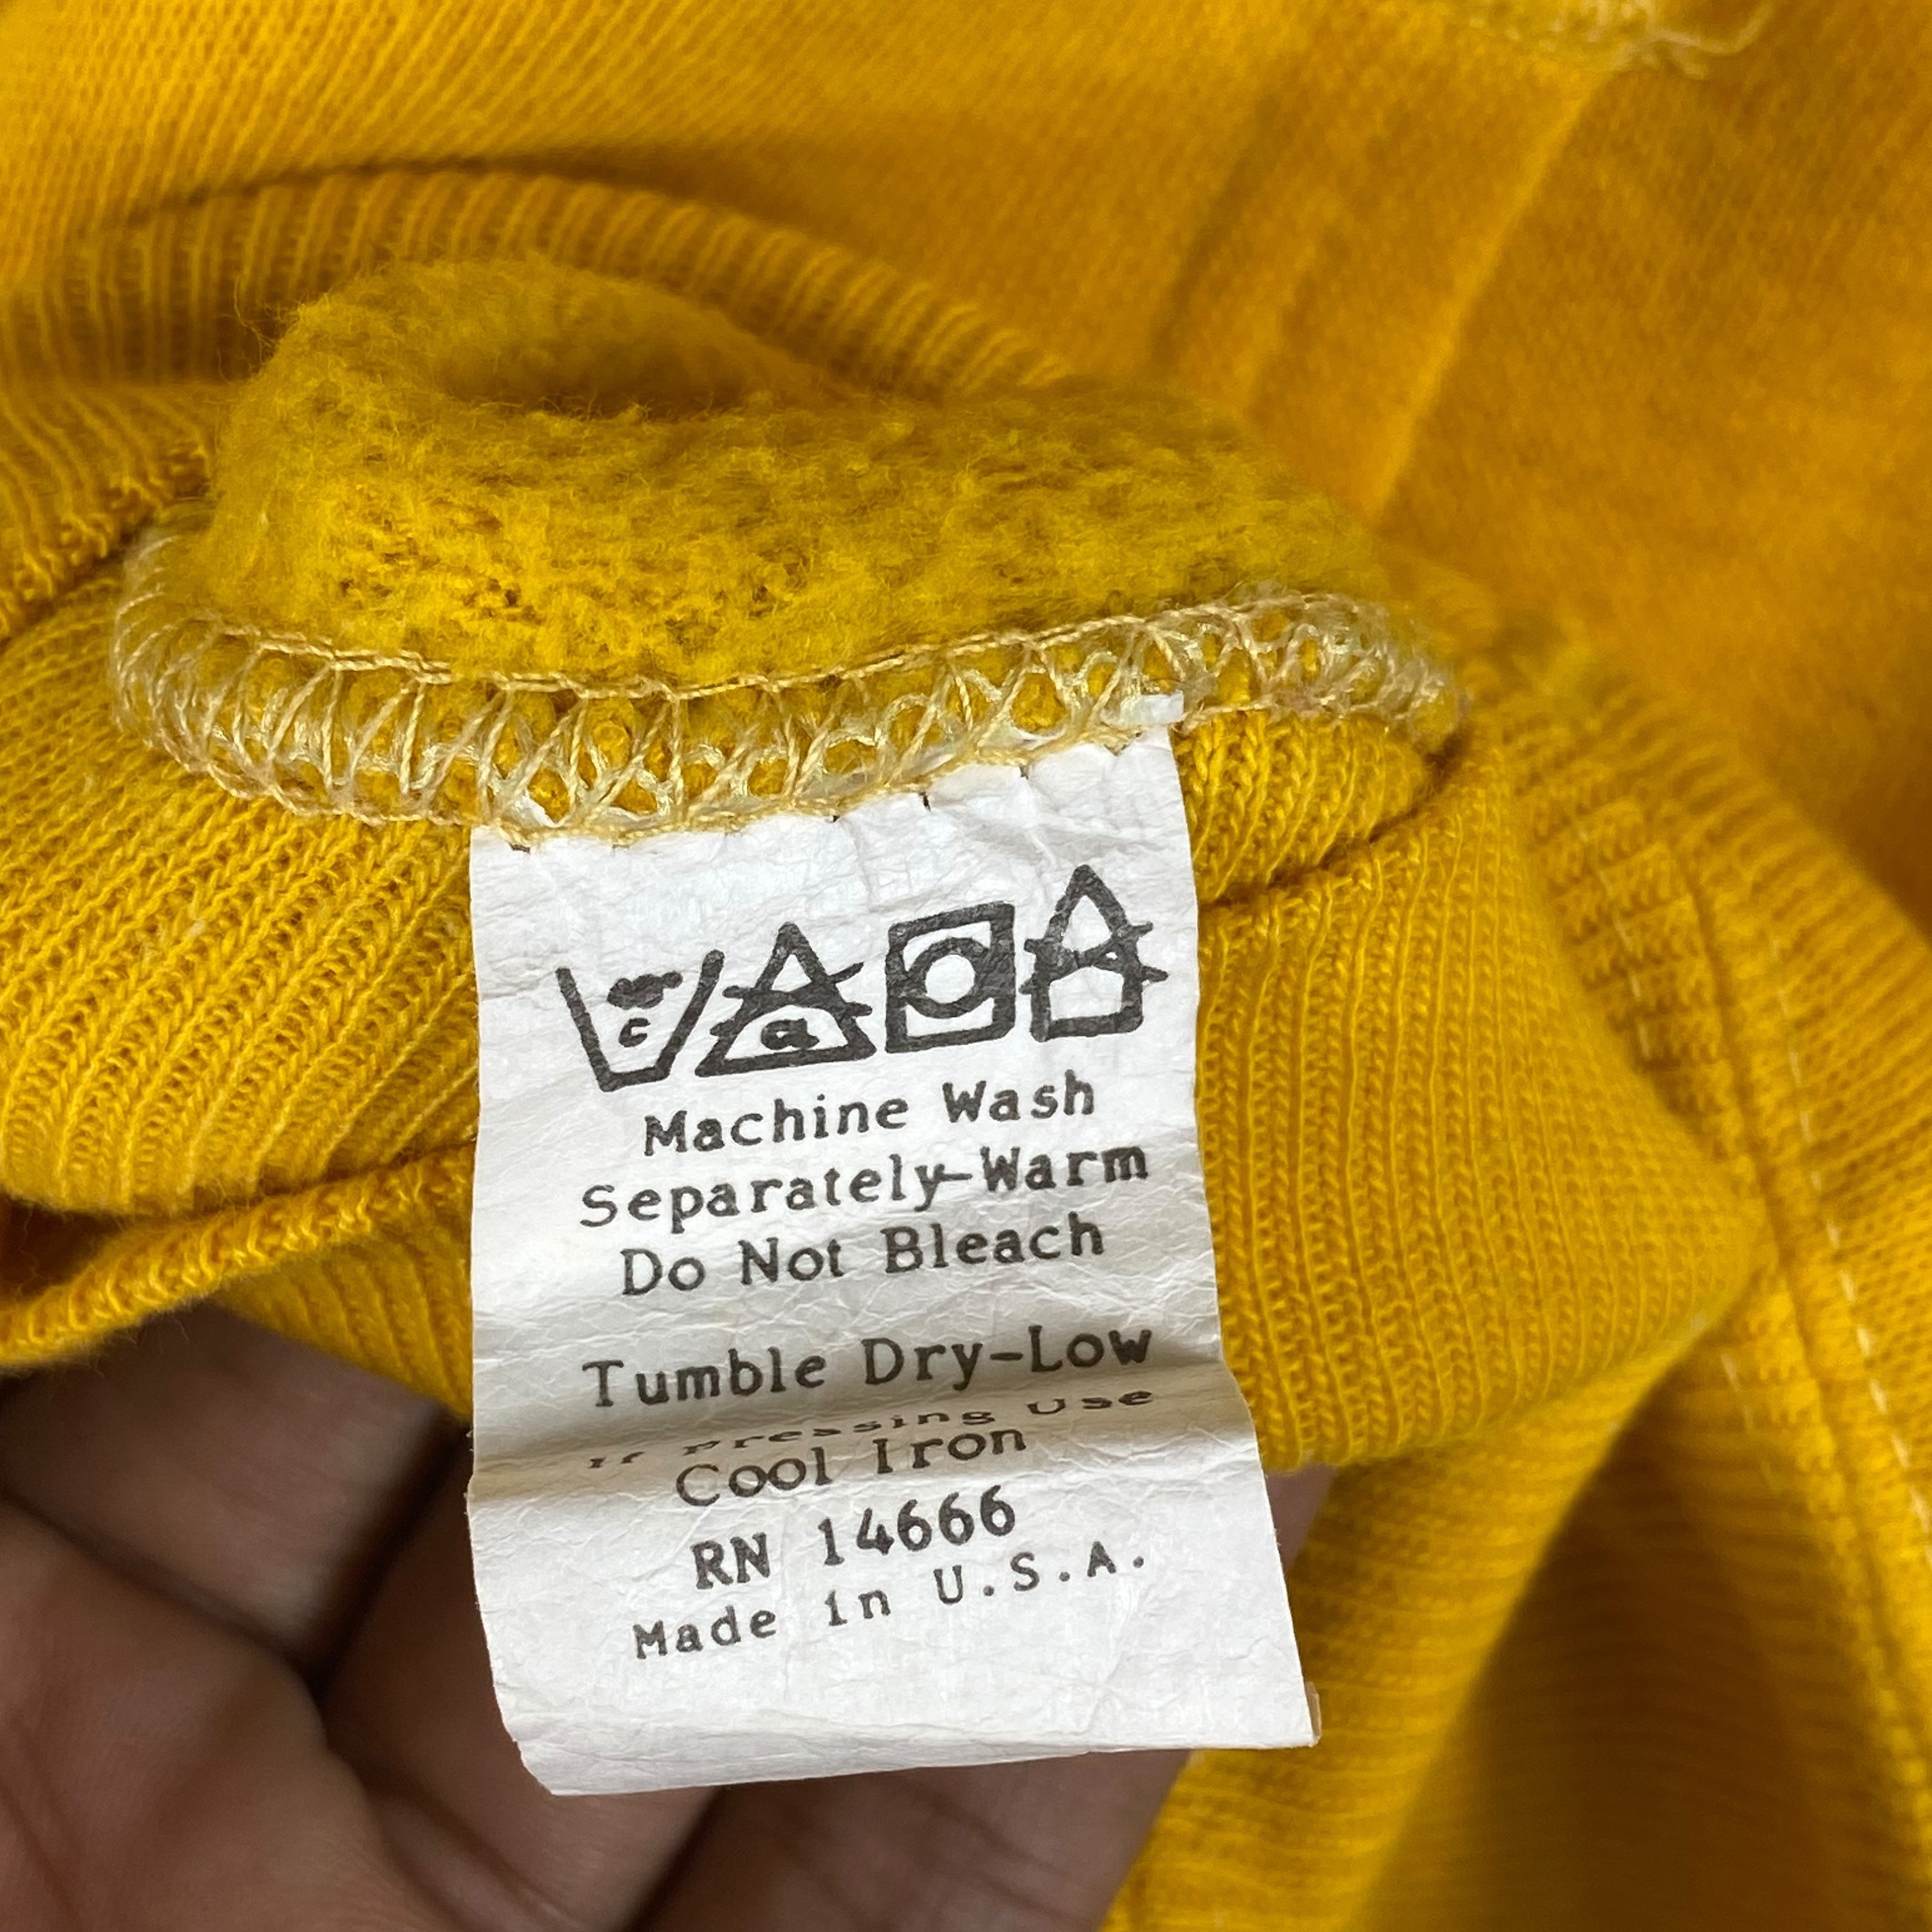 c
a
Machine Wash
Separately-Warm
Do Not Bleach
Tumble Dry-Low
If Pressing Use
Cool Iron
RN 14666
Made in U.S.A.